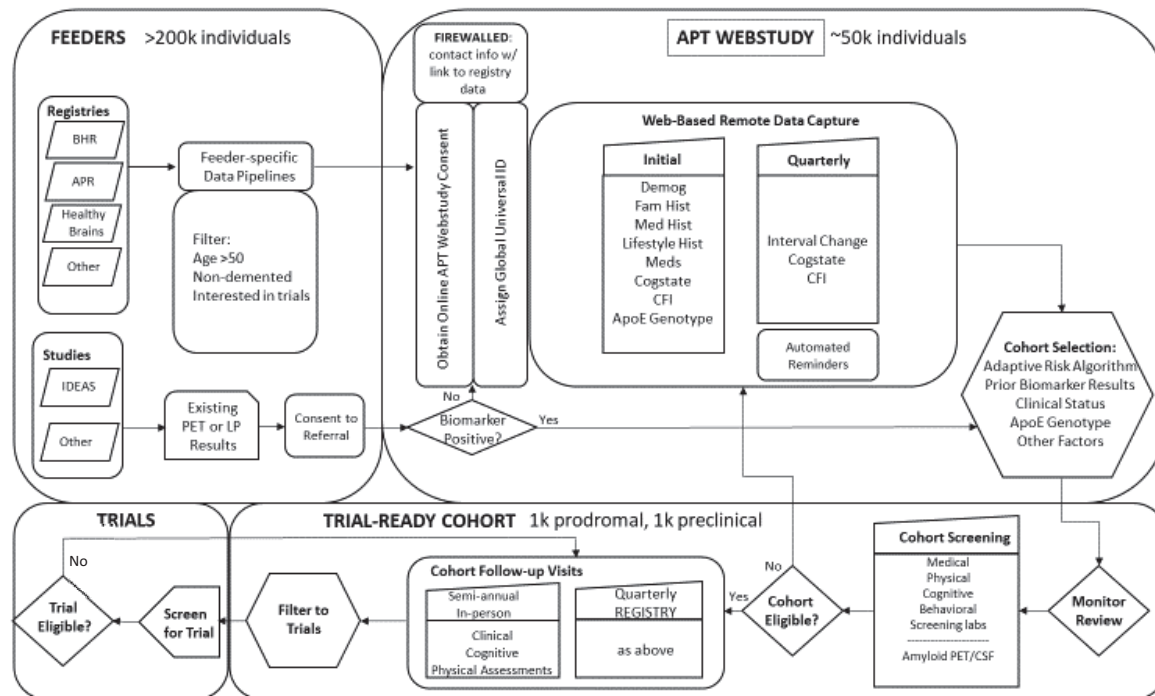 FEEDERS >200k individuals
Registries
BHR
APR
Healthy
Brains
Other
Feeder-specific
Data Pipelines
Filter:
Age >50
Non-demented
Interested in trials
Studies
IDEAS
Other
Existing
PET or LP
Results
Consent to
Referral
FIREWALLED:
contact info w/
link to registry
data
Obtain Online APT Webstudy Consent
Assign Global Universal ID
APT WEBSTUDY ~50k individuals
Web-Based Remote Data Capture
Initial
Demog
Fam Hist
Med Hist
Lifestyle Hist
Meds
Cogstate
CFI
ApoE Genotype
Quarterly
Interval Change
Cogstate
CFI
Automated
Reminders
No
Biomarker
Positive?
Yes
Cohort Selection:
Adaptive Risk Algorithm
Prior Biomarker Results
Clinical Status
ApoE Genotype
Other Factors
TRIALS
No
Trial
Eligible?
Screen
for Trial
TRIAL-READY COHORT 1k prodromal, 1k preclinical
Filter to
Trials
Cohort Follow-up Visits
Semi-annual
In-person
Clinical
Cognitive
Physical Assessments
Quarterly
REGISTRY
as above
Yes
No
Cohort
Eligible?
Cohort Screening
Medical
Physical
Cognitive
Behavioral
Screening labs
--------------------
Amyloid PET/CSF
Monitor
Review